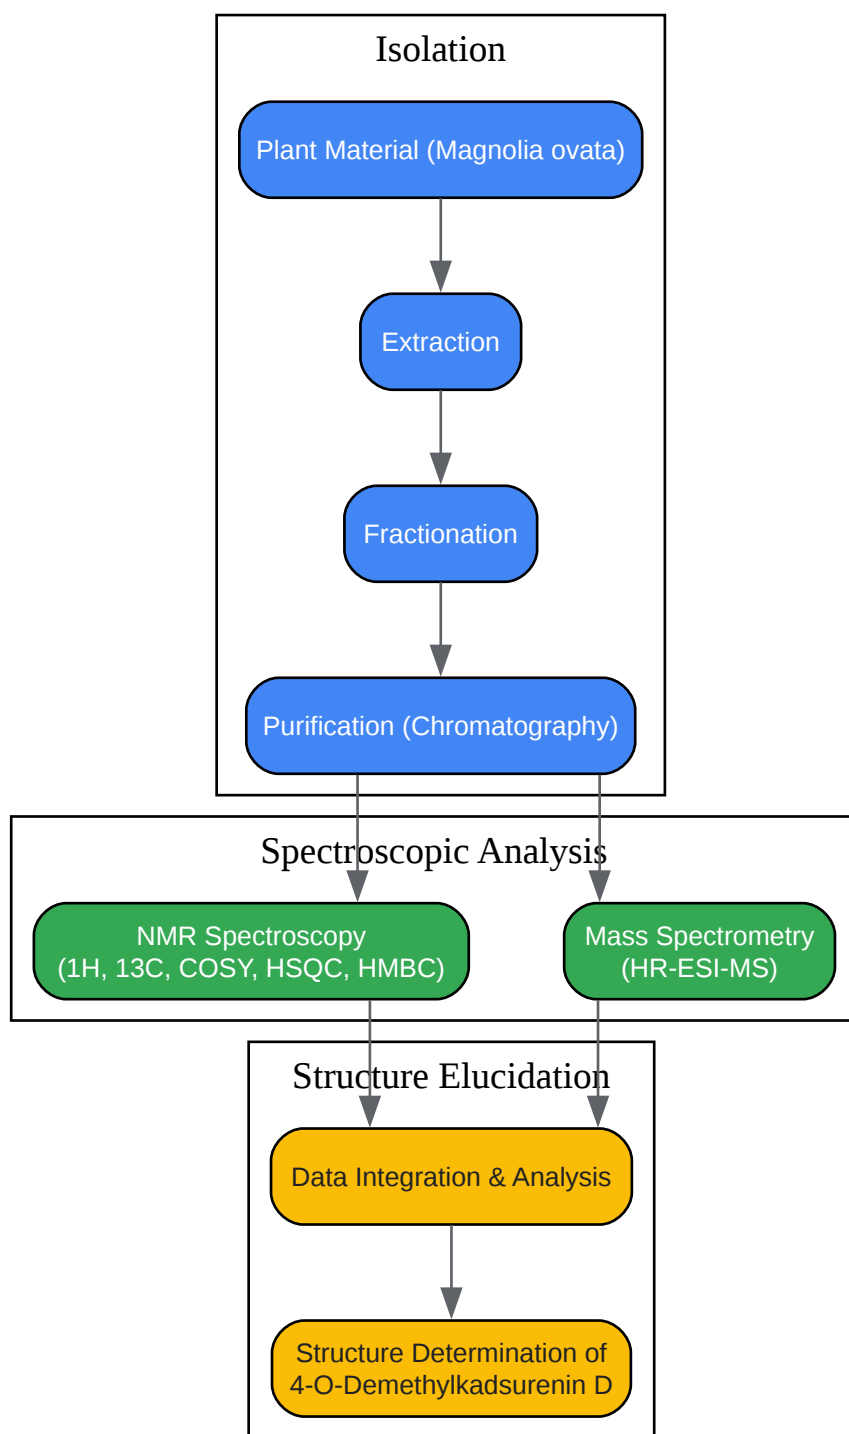 Isolation
Plant Material (Magnolia ovata)
Extraction
Fractionation
Purification (Chromatography)
Spectroscopic Analysis
NMR Spectroscopy
(1H, 13C, COSY, HSQC, HMBC)
Mass Spectrometry
(HR-ESI-MS)
Structure Elucidation
Data Integration & Analysis
Structure Determination of
4-O-Demethylkadsurenin D